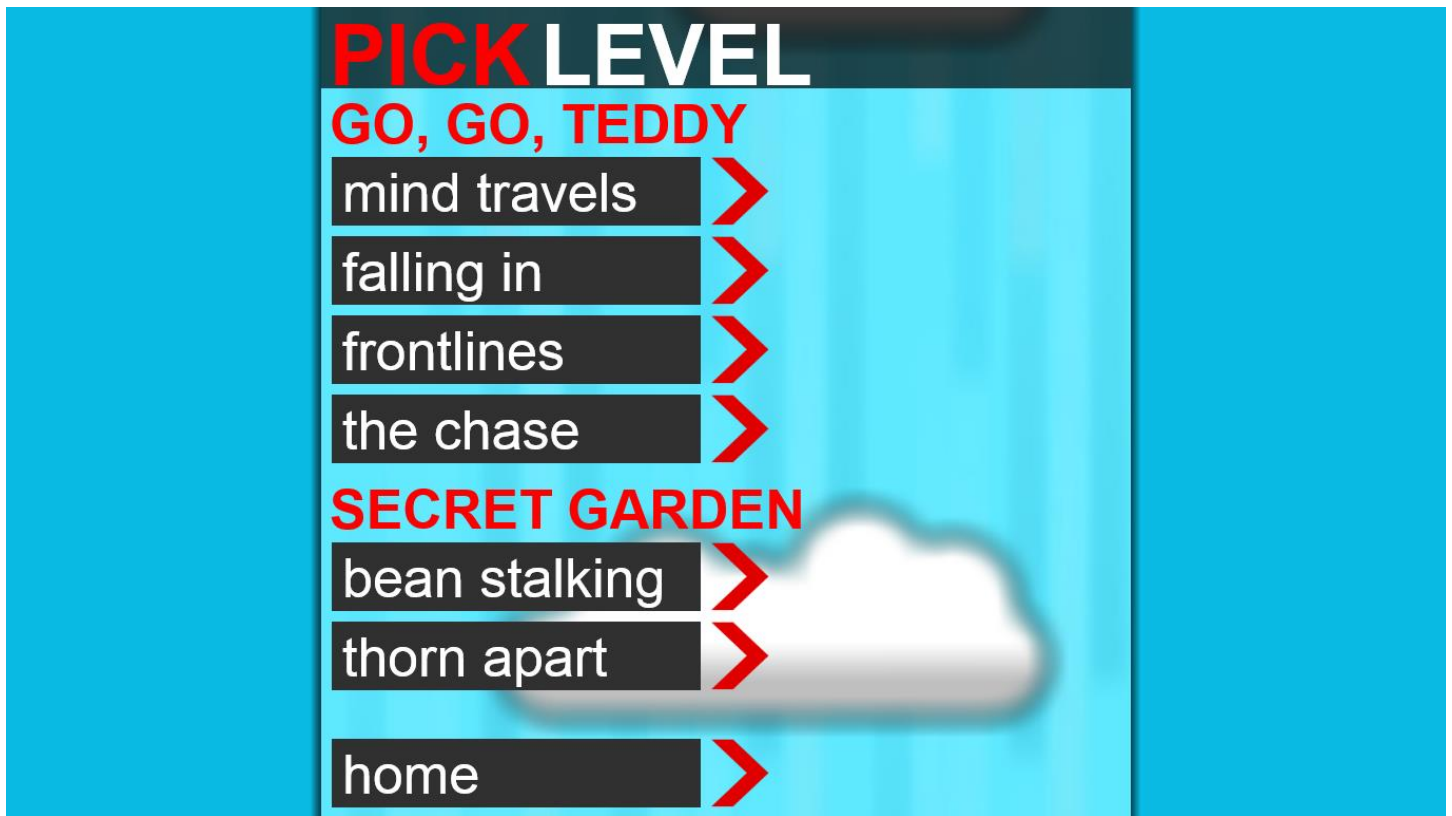 PICK LEVEL
GO, GO, TEDDY
mind travels
falling in
frontlines
the chase
SECRET GARDEN
bean stalking
thorn apart
home